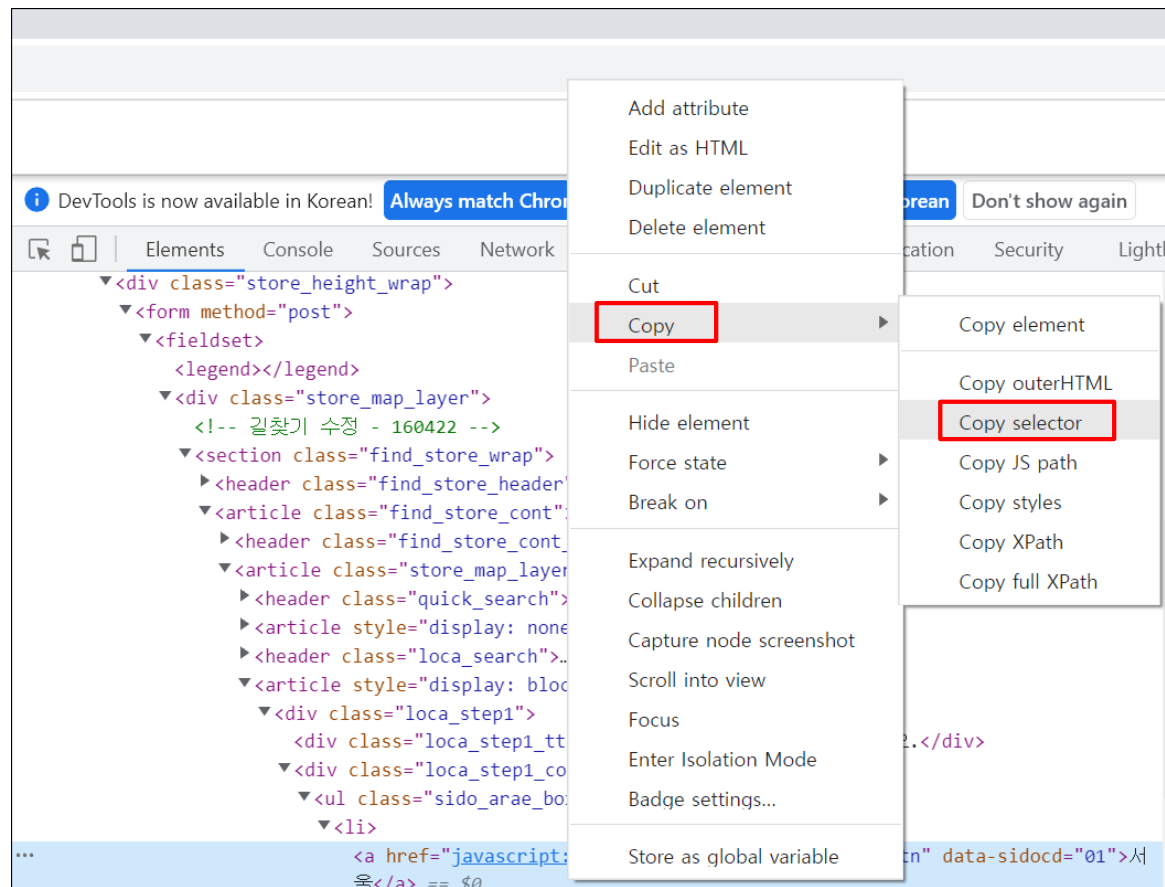 DevTools is now available in Korean! Always match Chro orean Don't show again
Elements Console Sources Network cation Security Light
<div class="store_height_wrap">
<form method="post">
<fieldset>
<legend></legend>
<div class="store_map_layer">
<!-- 길찾기 수정 - 160422 -->
<section class="find_store_wrap">
<header class="find_store_header"
<article class="find_store_cont"
<header class="find_store_cont_
<article class="store_map_layer
<header class="quick_search">
<article style="display: none
<header class="loca_search">…
<article style="display: bloc
<div class="loca_step1">
<div class="loca_step1_tt .</div>
<div class="loca_step1_co
<ul class="sido_arae_bo
<li>
... <a href="javascript: tn" data-sidocd="01">서
울</a> == $0
Add attribute
Edit as HTML
Duplicate element
Delete element
Cut
Copy
Paste
Hide element
Force state
Break on
Expand recursively
Collapse children
Capture node screenshot
Scroll into view
Focus
Enter Isolation Mode
Badge settings...
Store as global variable
Copy element
Copy outerHTML
Copy selector
Copy JS path
Copy styles
Copy XPath
Copy full XPath